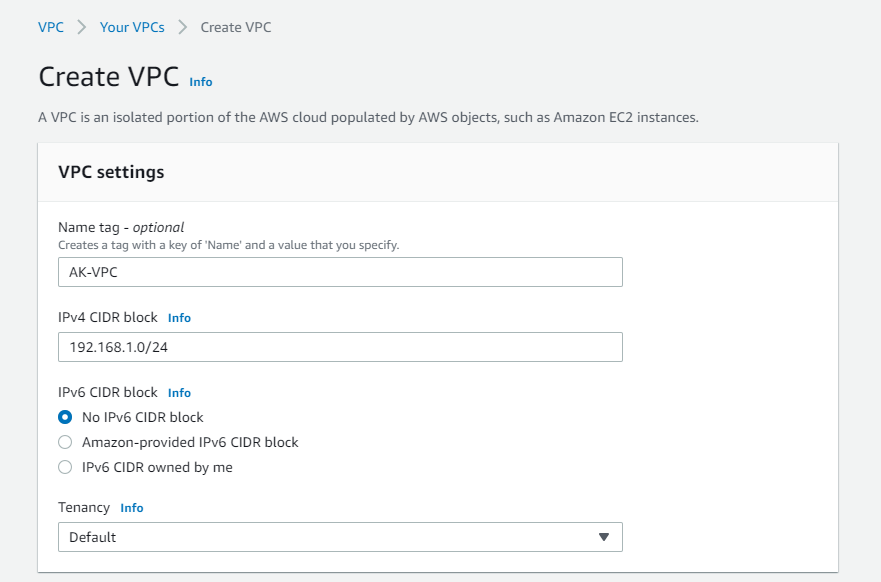 VPC > Your VPCs > Create VPC
Create VPC Info
A VPC is an isolated portion of the AWS cloud populated by AWS objects, such as Amazon EC2 instances.
VPC settings
Name tag - optional
Creates a tag with a key of 'Name' and a value that you specify.
AK-VPC
IPv4 CIDR block Info
192.168.1.0/24
IPv6 CIDR block Info
No IPv6 CIDR block
Amazon-provided IPv6 CIDR block
IPv6 CIDR owned by me
Tenancy Info
Default